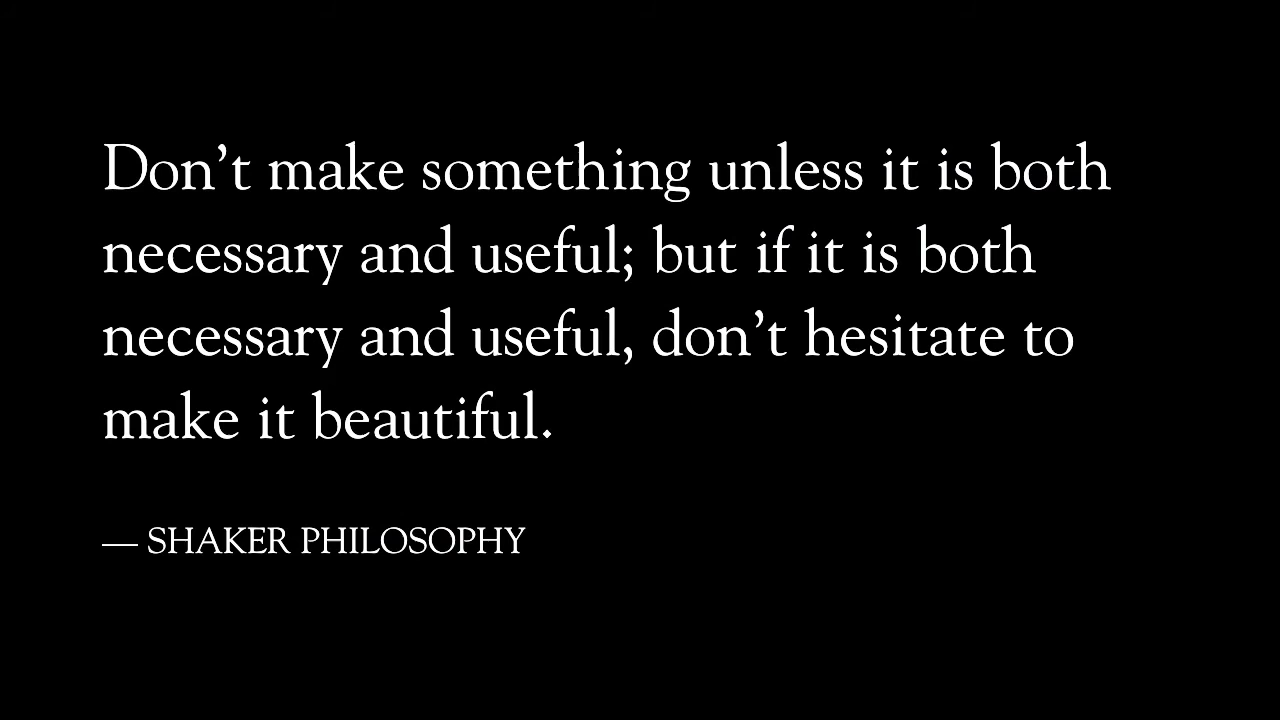 Don’t make something unless it is both
necessary and useful; but if it is both
necessary and useful, don’t hesitate to
make it beautiful.
— SHAKER PHILOSOPHY